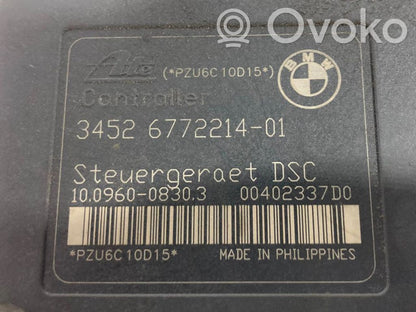 Ovoko
Ate (*PZU6C10D15*)
BMW
Controller
3452 6772214-01
Steuergeraet DSC
10.0960-0830.3 00402337D0
*PZU6C10D15* MADE IN PHILIPPINES